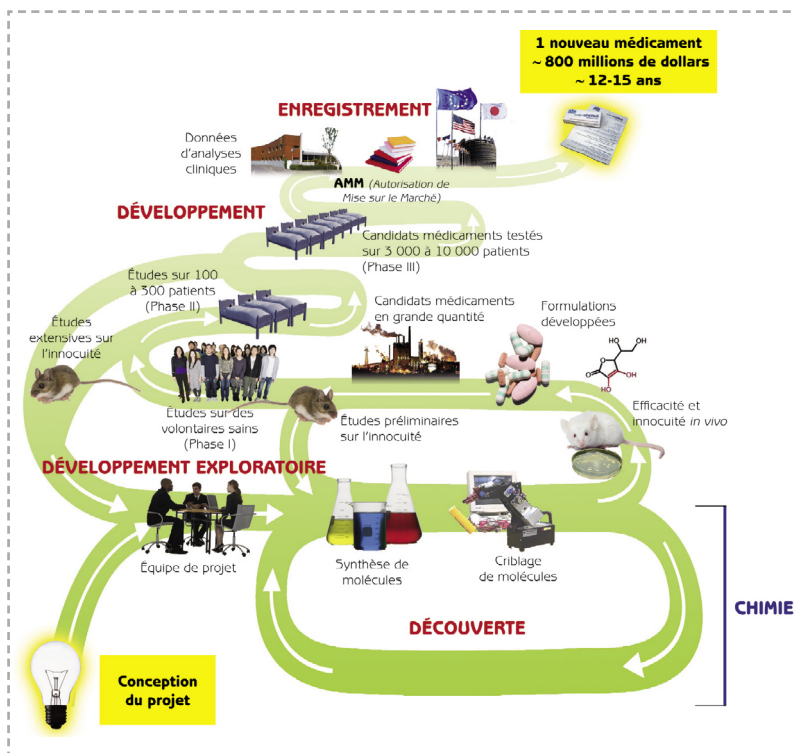 1 nouveau médicament
~ 800 millions de dollars
~ 12-15 ans
ENREGISTREMENT
Données
d'analyses
cliniques
AMM (Autorisation de
Mise sur le Marché)
DÉVELOPPEMENT
Candidats médicaments testés
sur 3 000 à 10 000 patients
(Phase III)
Études sur 100
à 300 patients
(Phase II)
Candidats médicaments
en grande quantité
Formulations
développées
Études
extensives sur
l'innocuité
OH
OH
O
O
HO
OH
Études sur des
volontaires sains
(Phase I)
Études préliminaires
sur l'innocuité
Efficacité et
innocuité in vivo
DÉVELOPPEMENT EXPLORATOIRE
Équipe de projet
Synthèse de
molécules
Criblage
de molécules
CHIMIE
DÉCOUVERTE
Conception
du projet